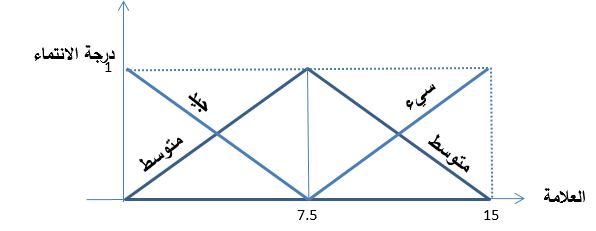 درجة الانتماء
1
جيد
سيء
متوسط
متوسط
العلامة
7.5
15